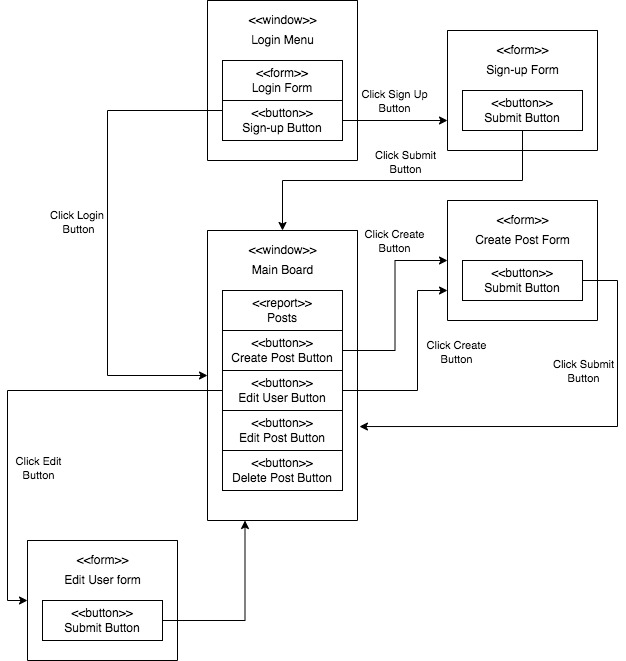 <<window>>
Login Menu
<<form>>
Login Form
<<button>>
Sign-up Button
Click Sign Up
Button
<<form>>
Sign-up Form
<<button>>
Submit Button
Click Submit
Button
Click Login
Button
<<window>>
Main Board
<<report>>
Posts
<<button>>
Create Post Button
<<button>>
Edit User Button
<<button>>
Edit Post Button
<<button>>
Delete Post Button
Click Create
Button
<<form>>
Create Post Form
<<button>>
Submit Button
Click Create
Button
Click Submit
Button
Click Edit
Button
<<form>>
Edit User form
<<button>>
Submit Button